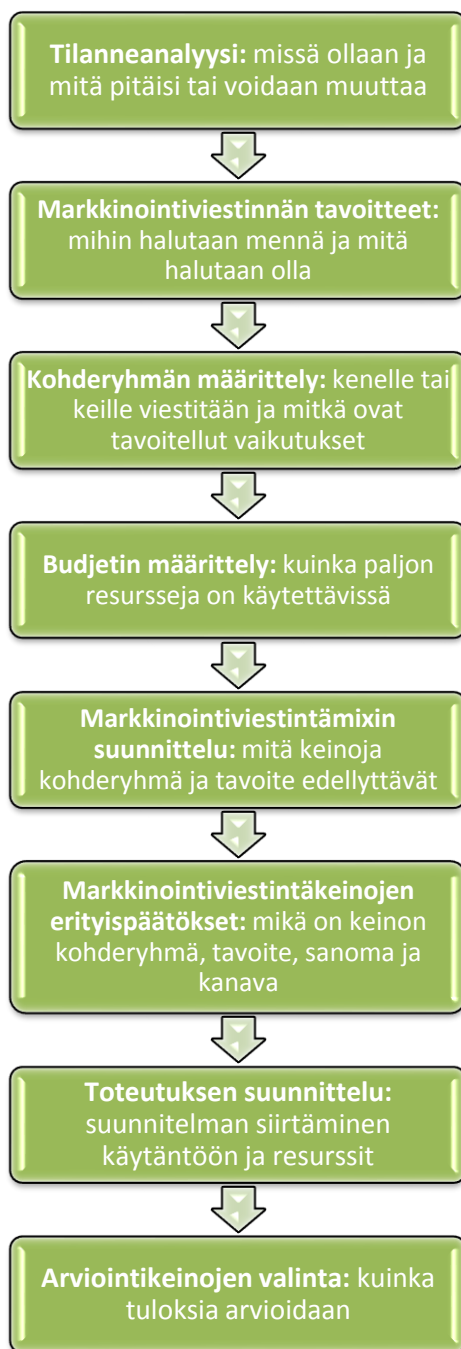 Tilanneanalyysi: missä ollaan ja
mitä pitäisi tai voidaan muuttaa
Markkinointiviestinnän tavoitteet:
mihin halutaan mennä ja mitä
halutaan olla
Kohderyhmän määrittely: kenelle tai
keille viestitään ja mitkä ovat
tavoitellut vaikutukset
Budjetin määrittely: kuinka paljon
resursseja on käytettävissä
Markkinointiviestintämixin
suunnittelu: mitä keinoja
kohderyhmä ja tavoite edellyttävät
Markkinointiviestintäkeinojen
erityispäätökset: mikä on keinon
kohderyhmä, tavoite, sanoma ja
kanava
Toteutuksen suunnittelu:
suunnitelman siirtäminen
käytäntöön ja resurssit
Arviointikeinojen valinta: kuinka
tuloksia arvioidaan